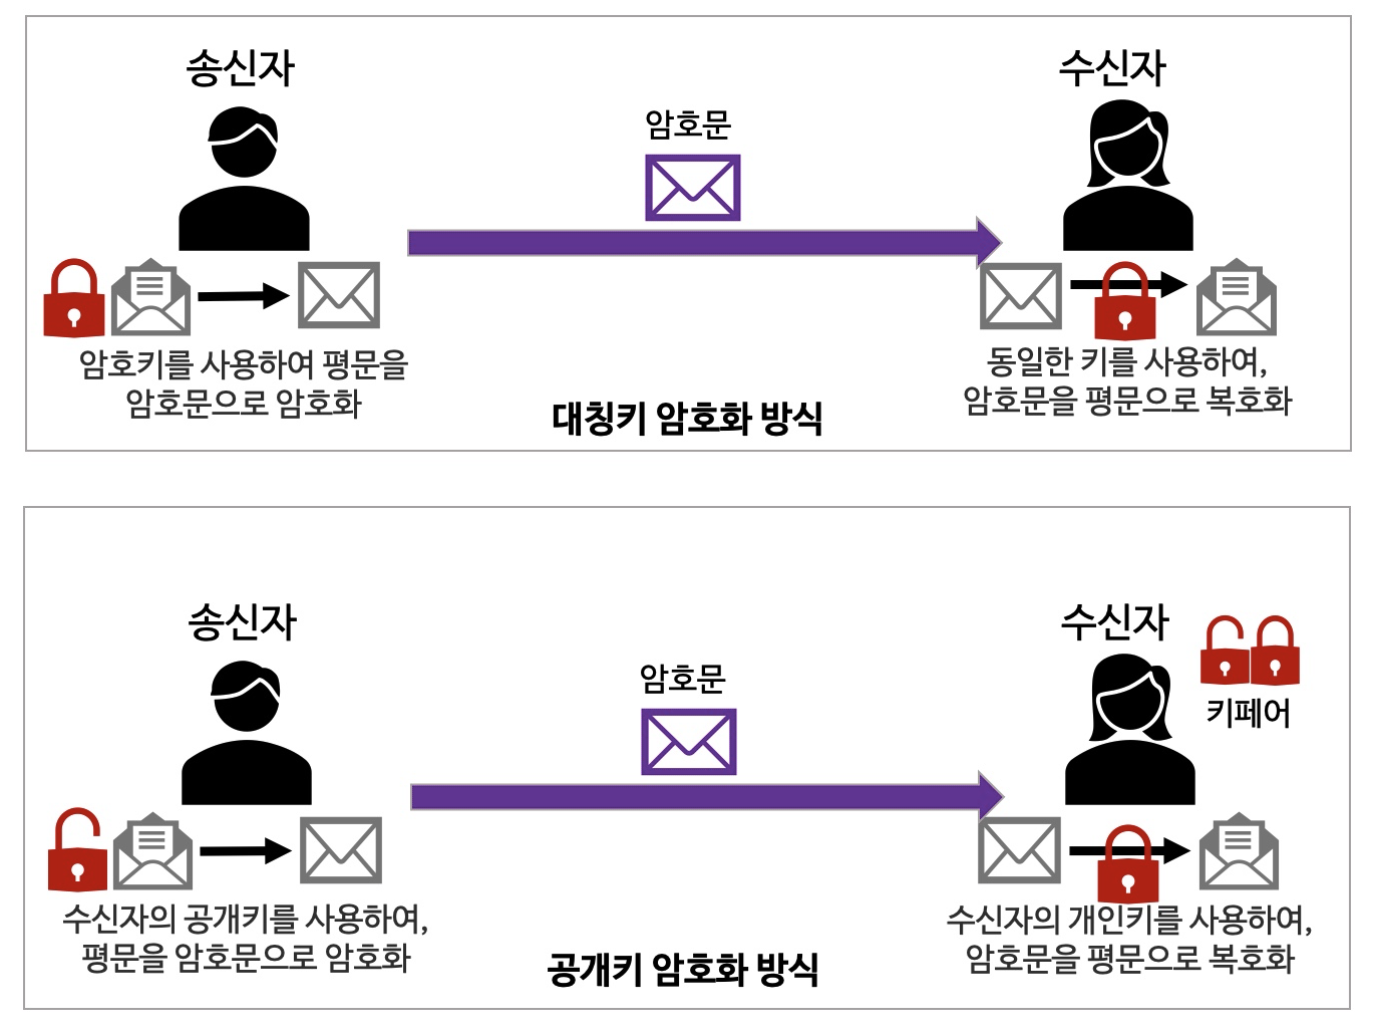 송신자
수신자
암호문
암호키를 사용하여 평문을
암호문으로 암호화
동일한 키를 사용하여,
암호문을 평문으로 복호화
대칭키 암호화 방식
송신자
수신자
키페어
암호문
수신자의 공개키를 사용하여,
평문을 암호문으로 암호화
수신자의 개인키를 사용하여,
암호문을 평문으로 복호화
공개키 암호화 방식